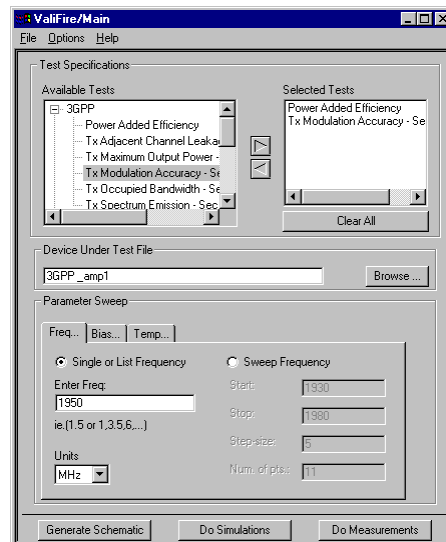 ValiFire/Main
File Options Help
Test Specifications
Available Tests
3GPP
Power Added Efficiency
Tx Adjacent Channel Leaka
Tx Maximum Output Power -
Tx Modulation Accuracy - Se
Tx Occupied Bandwidth - Se
Tx Spectrum Emission - Sec
Selected Tests
Power Added Efficiency
Tx Modulation Accuracy - Se
Clear All
Device Under Test File
3GPP_amp1
Browse ...
Parameter Sweep
Freq... Bias... Temp...
Single or List Frequency
Enter Freq:
1950
ie.(1.5 or 1,3.5,6,...)
Units
MHz
Sweep Frequency
Start: 1930
Stop: 1980
Step-size: 5
Num. of pts.: 11
Generate Schematic Do Simulations Do Measurements